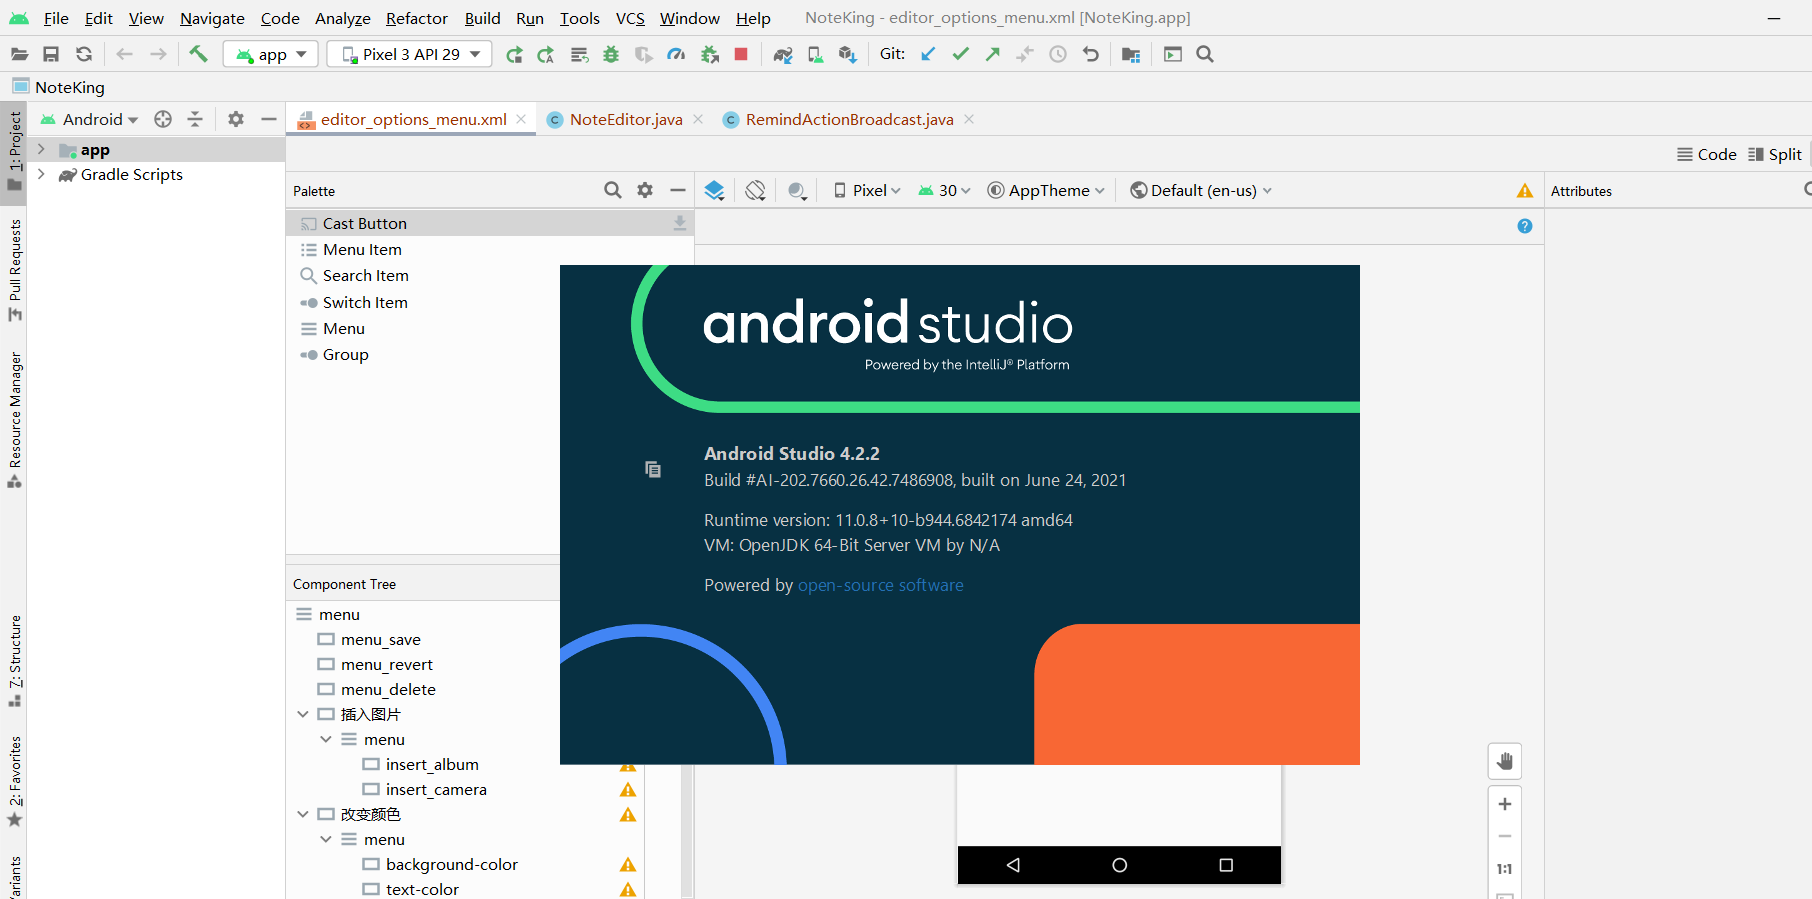 File Edit View Navigate Code Analyze Refactor Build Run Tools VCS Window Help NoteKing - editor_options_menu.xml [NoteKing.app]
app Pixel 3 API 29 Git:
NoteKing
Android editor_options_menu.xml NoteEditor.java RemindActionBroadcast.java
1: Project
Pull Requests
Resource Manager
7: Structure
2: Favorites
app
Gradle Scripts
Code Split
Palette Pixel 30 AppTheme Default (en-us) Attributes
Cast Button
Menu Item
Search Item
Switch Item
Menu
Group
android studio
Powered by the IntelliJ® Platform
Android Studio 4.2.2
Build #AI-202.7660.26.42.7486908, built on June 24, 2021
Runtime version: 11.0.8+10-b944.6842174 amd64
VM: OpenJDK 64-Bit Server VM by N/A
Powered by open-source software
Component Tree
menu
menu_save
menu_revert
menu_delete
插入图片
menu
insert_album
insert_camera
改变颜色
menu
background-color
text-color
1:1